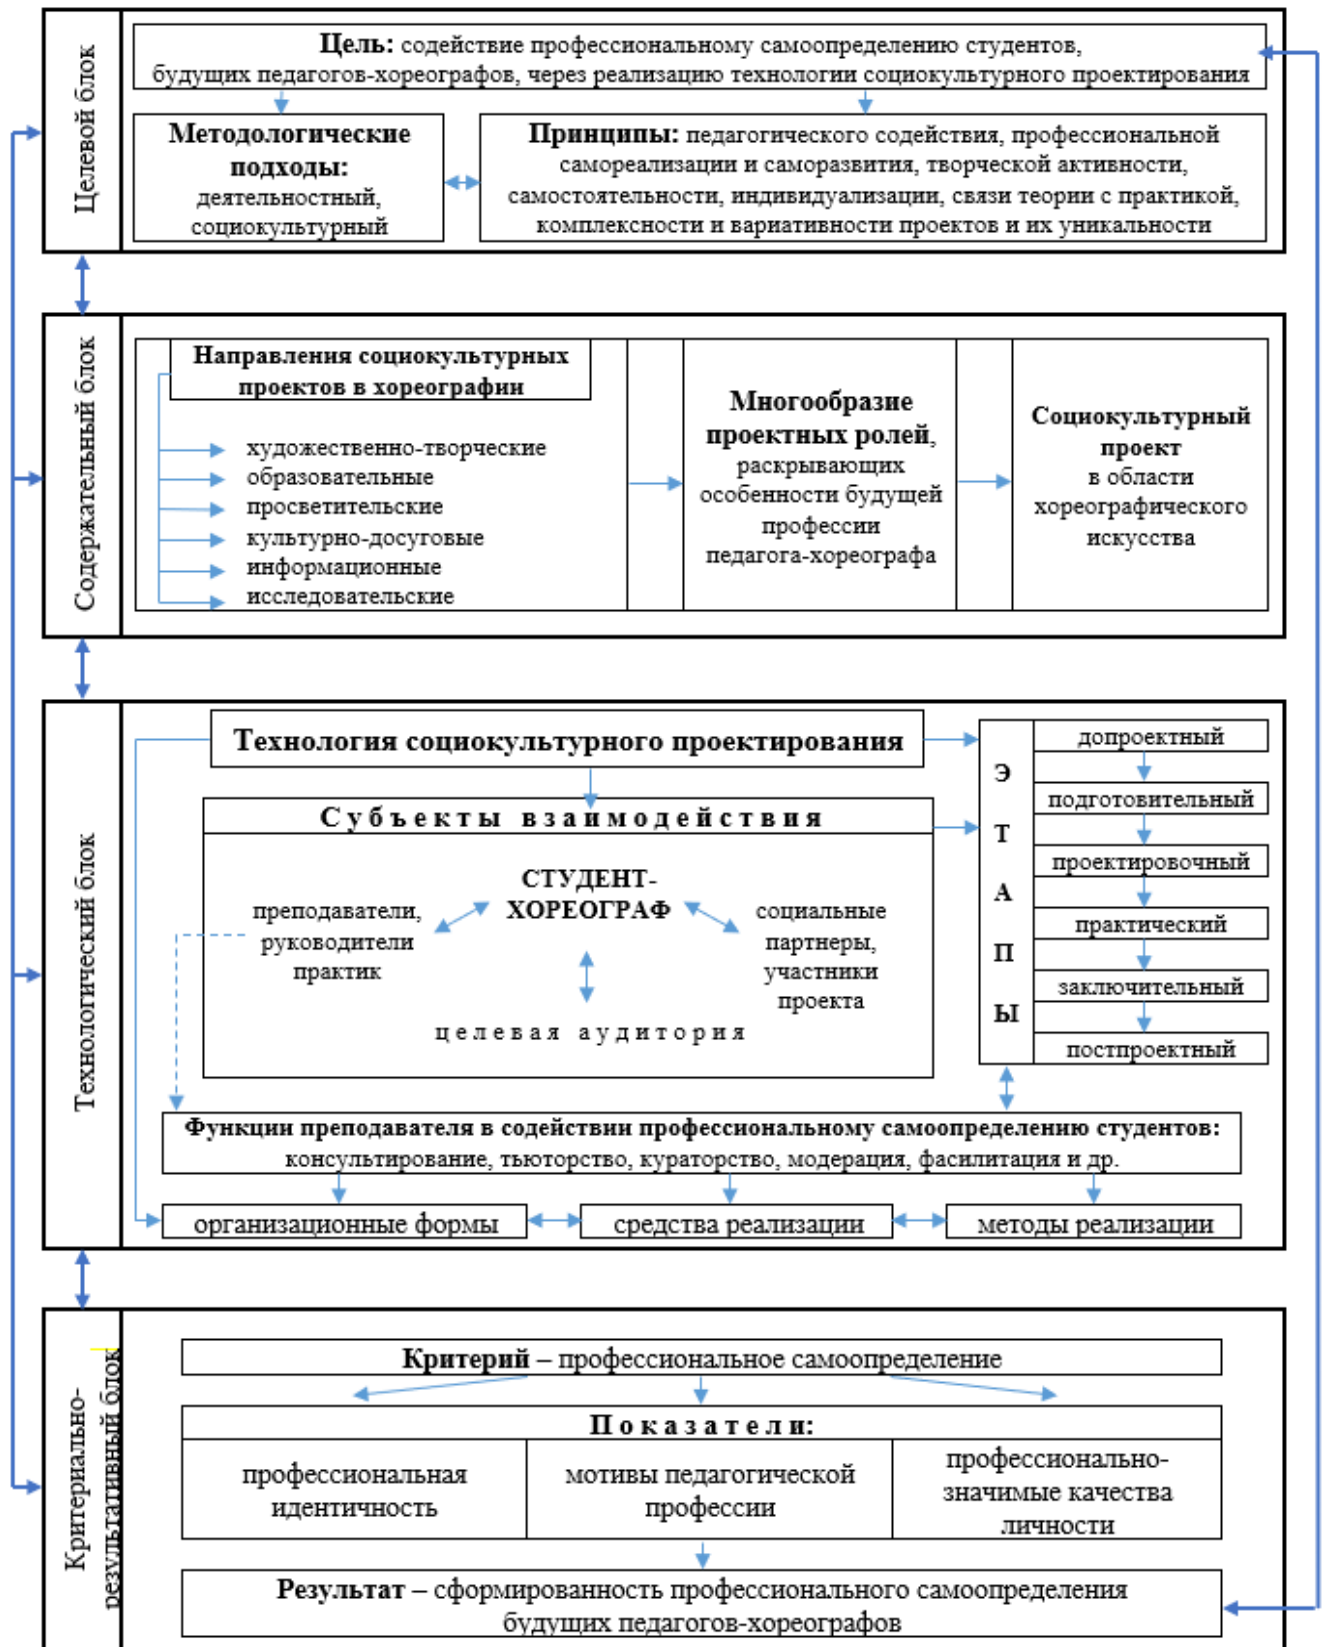 Целевой блок
Цель: содействие профессиональному самоопределению студентов,
будущих педагогов-хореографов, через реализацию технологии социокультурного проектирования
Методологические
подходы:
деятельностный,
социокультурный
Принципы: педагогического содействия, профессиональной
самореализации и саморазвития, творческой активности,
самостоятельности, индивидуализации, связи теории с практикой,
комплексности и вариативности проектов и их уникальности
Содержательный блок
Направления социокультурных
проектов в хореографии
художественно-творческие
образовательные
просветительские
культурно-досуговые
информационные
исследовательские
Многообразие
проектных ролей,
раскрывающих
особенности будущей
профессии
педагога-хореографа
Социокультурный
проект
в области
хореографического
искусства
Технологический блок
Технология социокультурного проектирования
Субъекты взаимодействия
СТУДЕНТ-
ХОРЕОГРАФ
преподаватели,
руководители
практик
социальные
партнеры,
участники
проекта
целевая аудитория
ЭТАПЫ
допроектный
подготовительный
проектировочный
практический
заключительный
постпроектный
Функции преподавателя в содействии профессиональному самоопределению студентов:
консультирование, тьюторство, кураторство, модерация, фасилитация и др.
организационные формы
средства реализации
методы реализации
Критериально-
результативный блок
Критерий – профессиональное самоопределение
Показатели:
профессиональная
идентичность
мотивы педагогической
профессии
профессионально-
значимые качества
личности
Результат – сформированность профессионального самоопределения
будущих педагогов-хореографов